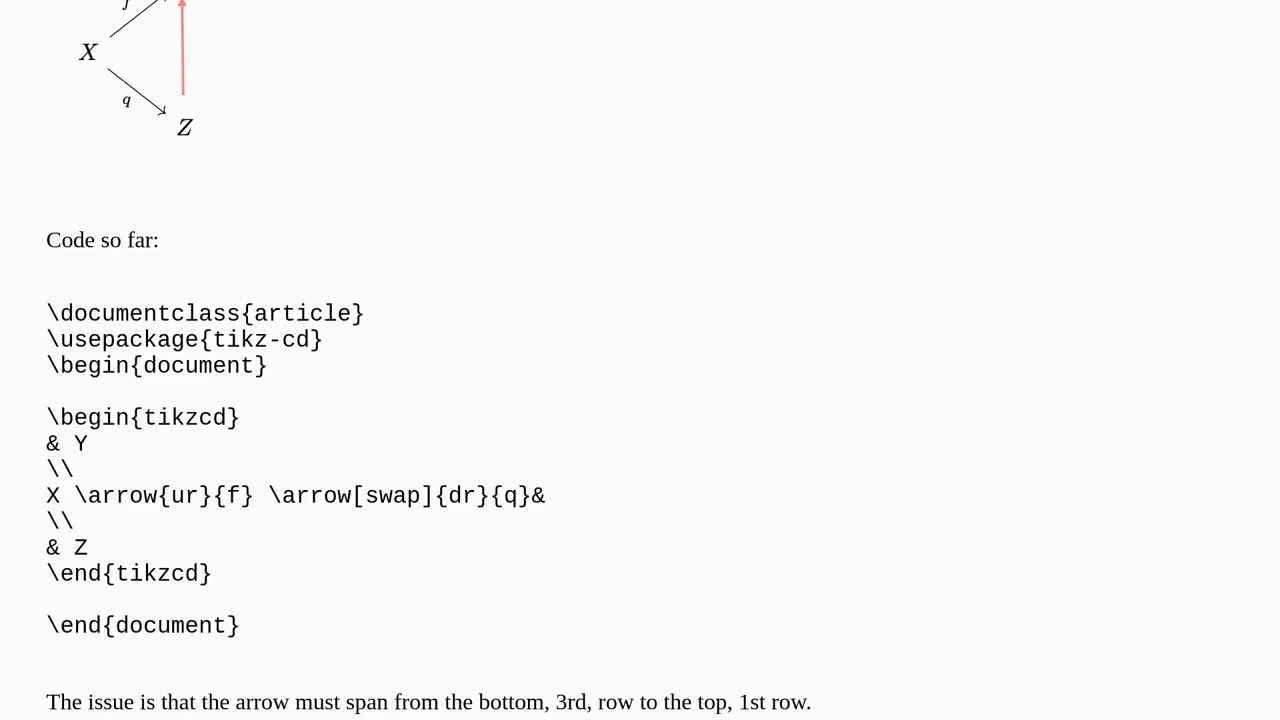 f
X
q
Z
Code so far:
\documentclass{article}
\usepackage{tikz-cd}
\begin{document}
\begin{tikzcd}
& Y
\\
X \arrow{ur}{f} \arrow[swap]{dr}{q}&
\\
& Z
\end{tikzcd}
\end{document}
The issue is that the arrow must span from the bottom, 3rd, row to the top, 1st row.